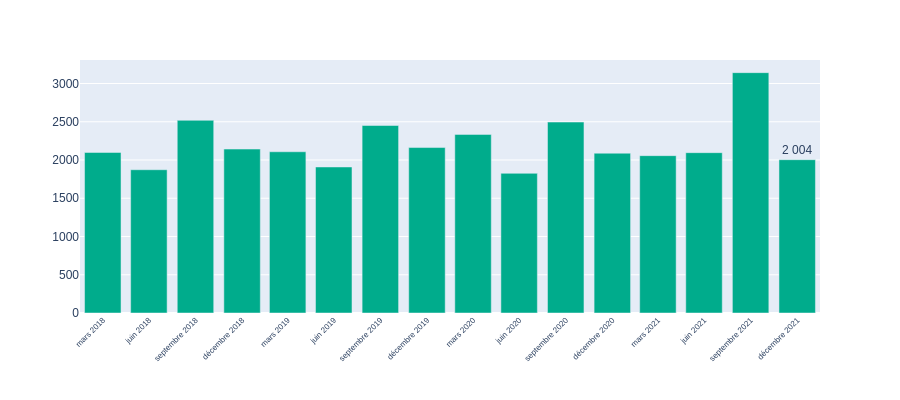 3000
2500
2000
1500
1000
500
0
2 004
mars 2018
juin 2018
septembre 2018
décembre 2018
mars 2019
juin 2019
septembre 2019
décembre 2019
mars 2020
juin 2020
septembre 2020
décembre 2020
mars 2021
juin 2021
septembre 2021
décembre 2021